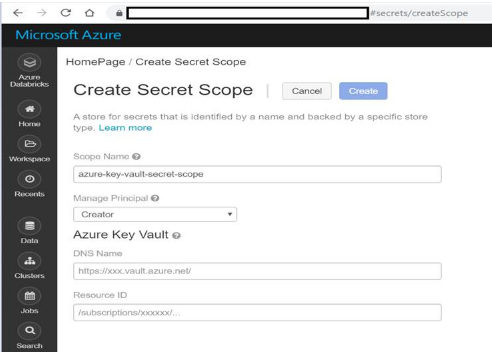 #secrets/createScope
Microsoft Azure
Azure
Databricks
Home
Workspace
Recents
Data
Clusters
Jobs
Search
HomePage / Create Secret Scope
Create Secret Scope | Cancel Create
A store for secrets that is identified by a name and backed by a specific store
type. Learn more
Scope Name
azure-key-vault-secret-scope
Manage Principal
Creator
Azure Key Vault
DNS Name
https://xxx.vault.azure.net/
Resource ID
/subscriptions/xxxxxx/...